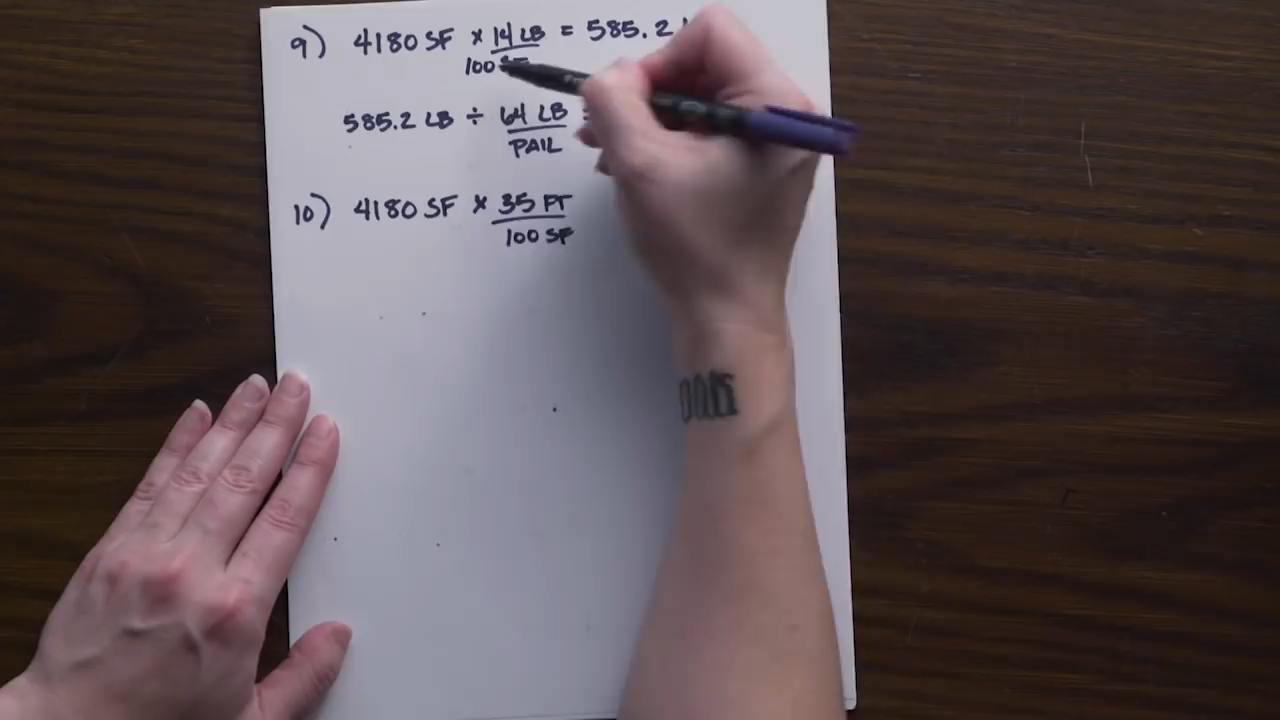 9) 4180 SF × 14 LB = 585.2
100 SF
585.2 LB ÷ 64 LB
PAIL
10) 4180 SF × 35 FT
100 SF